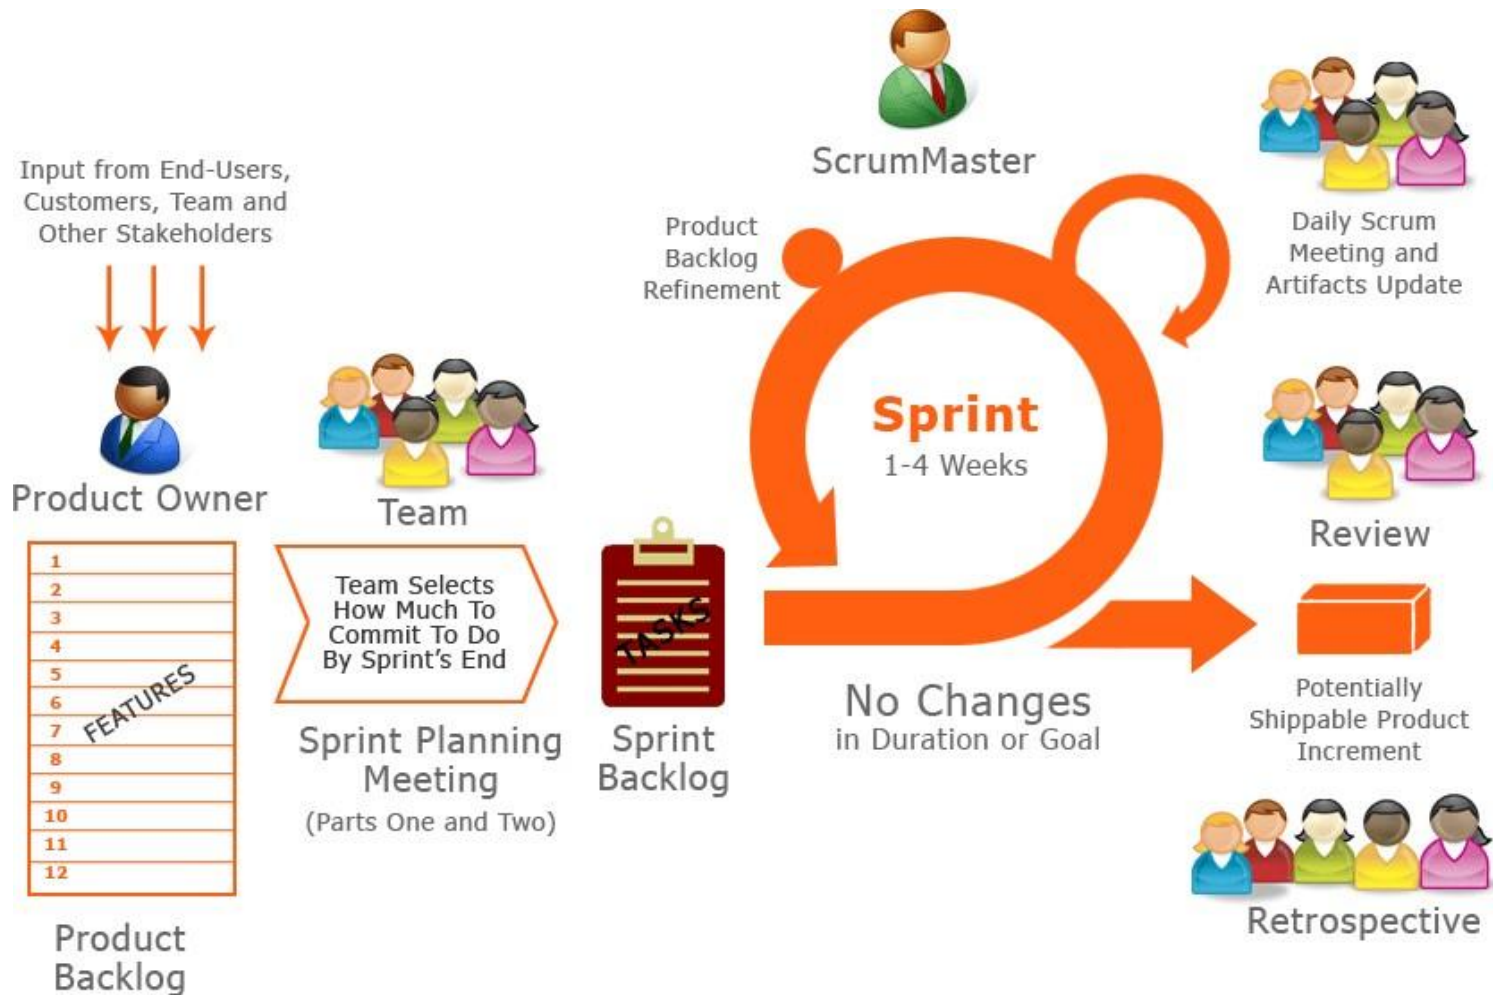 Input from End-Users,
Customers, Team and
Other Stakeholders
Product Owner
1
2
3
4
5
6
7
8
9
10
11
12
FEATURES
Product
Backlog
Team
Team Selects
How Much To
Commit To Do
By Sprint's End
Sprint Planning
Meeting
(Parts One and Two)
TASKS
Sprint
Backlog
ScrumMaster
Product
Backlog
Refinement
Sprint
1-4 Weeks
No Changes
in Duration or Goal
Daily Scrum
Meeting and
Artifacts Update
Review
Potentially
Shippable Product
Increment
Retrospective